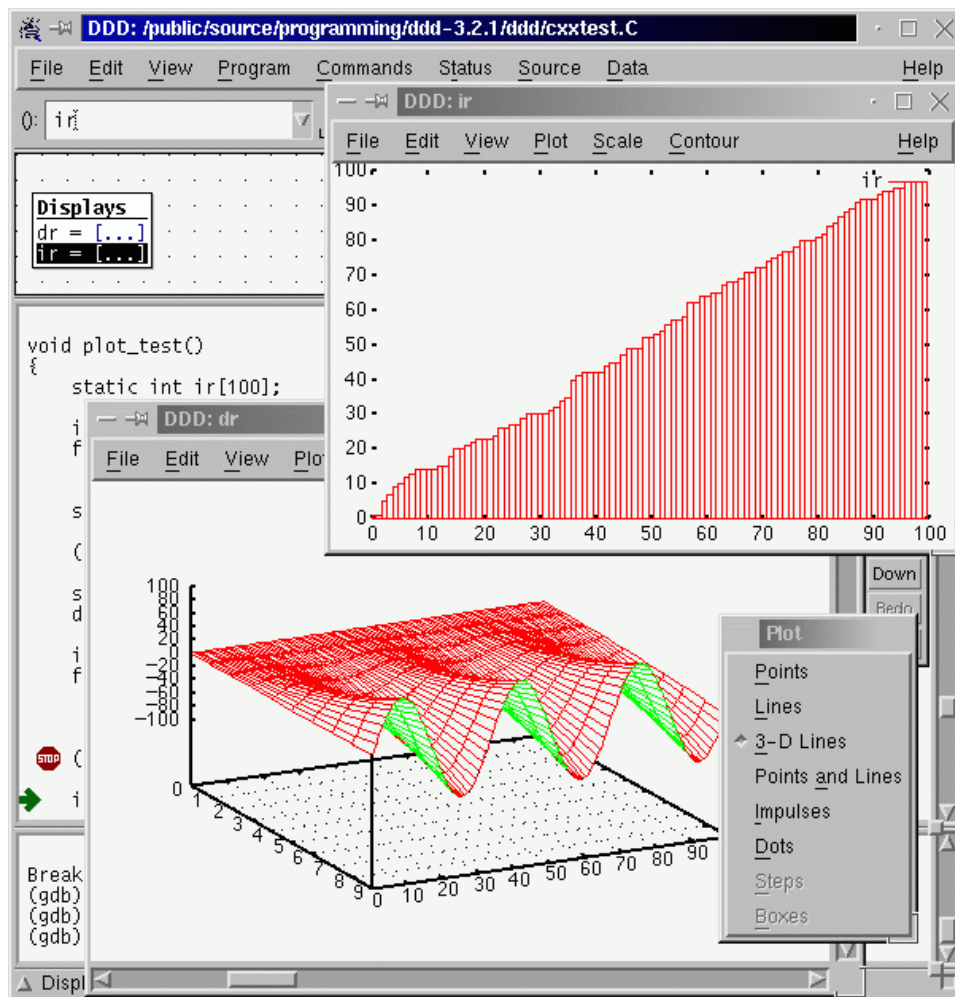 DDD: /public/source/programming/ddd-3.2.1/ddd/cxxtest.C
File Edit View Program Commands Status Source Data Help
(): ir
DDD: ir
File Edit View Plot Scale Contour Help
Displays
dr = [...]
ir = [...]
ir
100
90
80
70
60
50
40
30
20
10
0
0 10 20 30 40 50 60 70 80 90 100
void plot_test()
{
static int ir[100];
i
f
s
(
s
d
i
f
STOP (
i
DDD: dr
File Edit View Plo
100
80
60
40
20
0
-20
-40
-60
-80
-100
0
1 2 3 4 5 6 7 8 9
0 10 20 30 40 50 60 70 80 90
Down
Redo
Plot
Points
Lines
3-D Lines
Points and Lines
Impulses
Dots
Steps
Boxes
Break
(gdb)
(gdb)
(gdb)
Displ